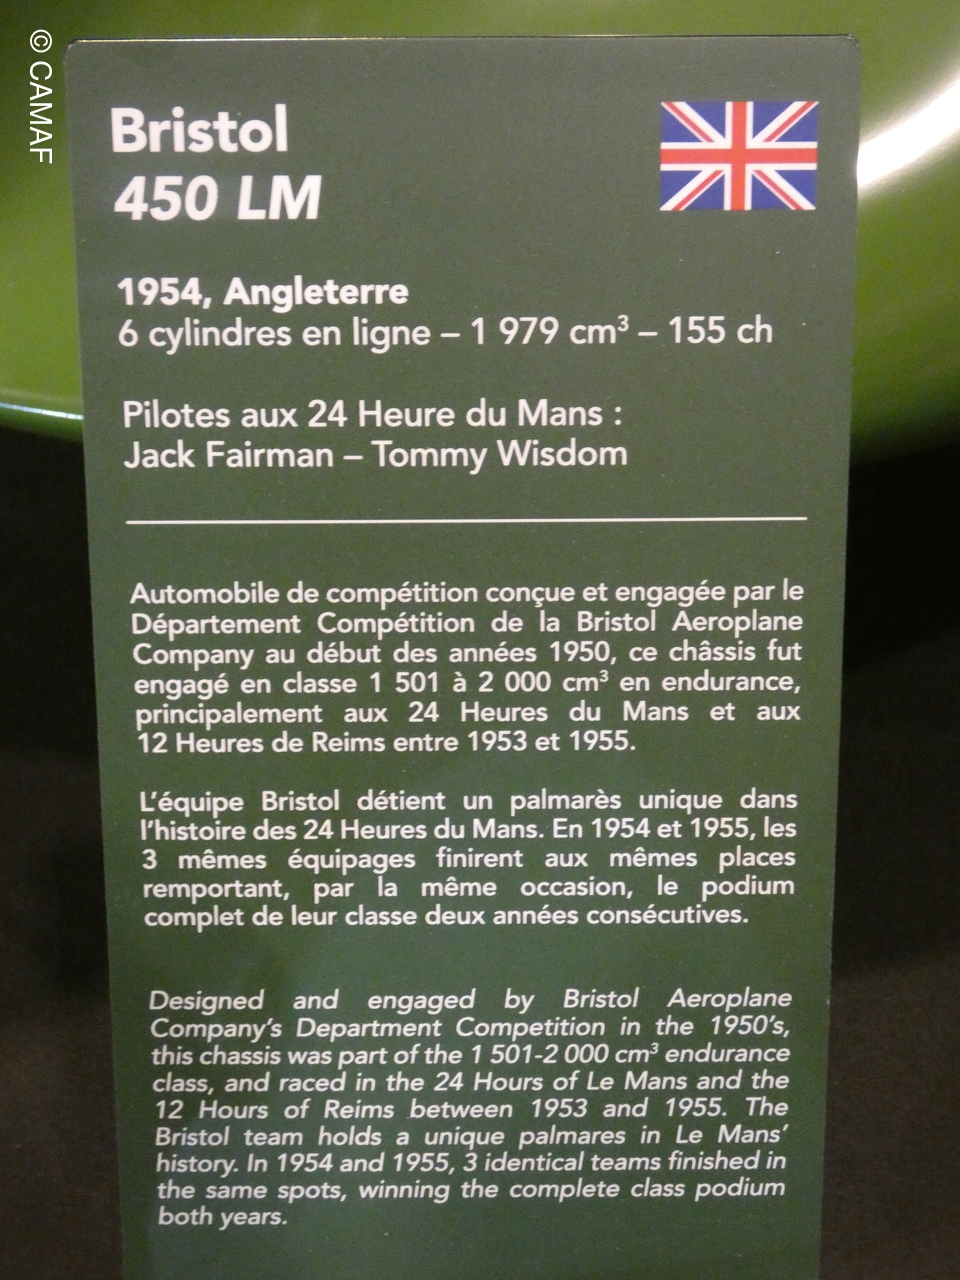 © CAMAF
Bristol
450 LM
1954, Angleterre
6 cylindres en ligne – 1 979 cm³ – 155 ch
Pilotes aux 24 Heure du Mans :
Jack Fairman – Tommy Wisdom
Automobile de compétition conçue et engagée par le
Département Compétition de la Bristol Aeroplane
Company au début des années 1950, ce châssis fut
engagé en classe 1 501 à 2 000 cm³ en endurance,
principalement aux 24 Heures du Mans et aux
12 Heures de Reims entre 1953 et 1955.
L'équipe Bristol détient un palmarès unique dans
l'histoire des 24 Heures du Mans. En 1954 et 1955, les
3 mêmes équipages finirent aux mêmes places
remportant, par la même occasion, le podium
complet de leur classe deux années consécutives.
Designed and engaged by Bristol Aeroplane
Company's Department Competition in the 1950's,
this chassis was part of the 1 501-2 000 cm³ endurance
class, and raced in the 24 Hours of Le Mans and the
12 Hours of Reims between 1953 and 1955. The
Bristol team holds a unique palmares in Le Mans'
history. In 1954 and 1955, 3 identical teams finished in
the same spots, winning the complete class podium
both years.